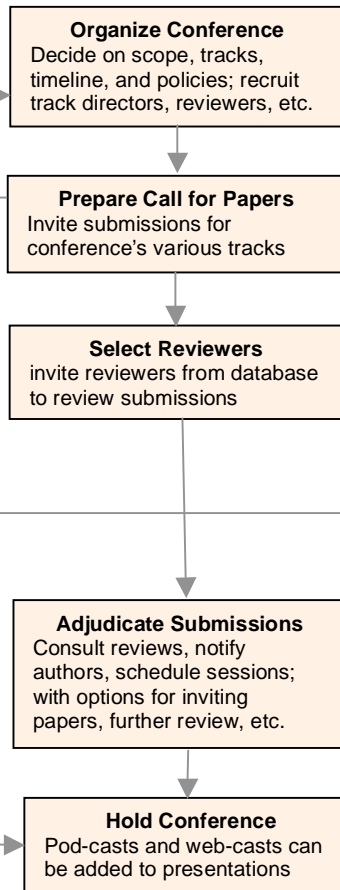 Organize Conference
Decide on scope, tracks,
timeline, and policies; recruit
track directors, reviewers, etc.
Prepare Call for Papers
Invite submissions for
conference's various tracks
Select Reviewers
invite reviewers from database
to review submissions
Adjudicate Submissions
Consult reviews, notify
authors, schedule sessions;
with options for inviting
papers, further review, etc.
Hold Conference
Pod-casts and web-casts can
be added to presentations